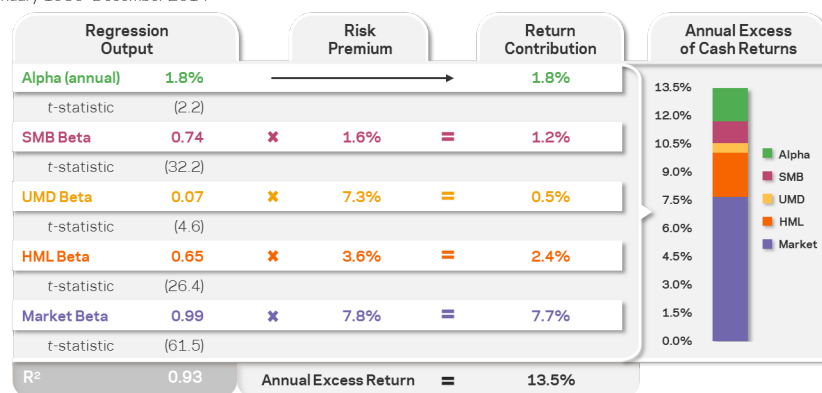 Regression Output
Risk Premium
Return Contribution
Annual Excess of Cash Returns
Alpha (annual) 1.8% 1.8%
t-statistic (2.2)
SMB Beta 0.74 ✖ 1.6% = 1.2%
t-statistic (32.2)
UMD Beta 0.07 ✖ 7.3% = 0.5%
t-statistic (4.6)
HML Beta 0.65 ✖ 3.6% = 2.4%
t-statistic (26.4)
Market Beta 0.99 ✖ 7.8% = 7.7%
t-statistic (61.5)
R² 0.93
Annual Excess Return = 13.5%
13.5%
12.0%
10.5%
9.0%
7.5%
6.0%
4.5%
3.0%
1.5%
0.0%
Alpha
SMB
UMD
HML
Market